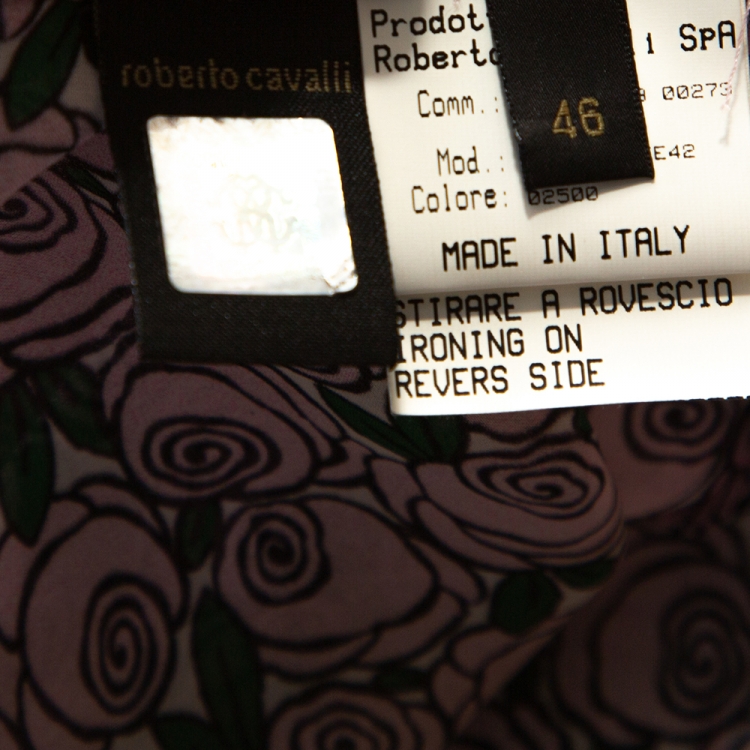 roberto cavalli
Prodot
Roberto i SpA
Comm.: 00273
46
Mod.: E42
Colore: 02500
MADE IN ITALY
STIRARE A ROVESCIO
IRONING ON
REVERS SIDE